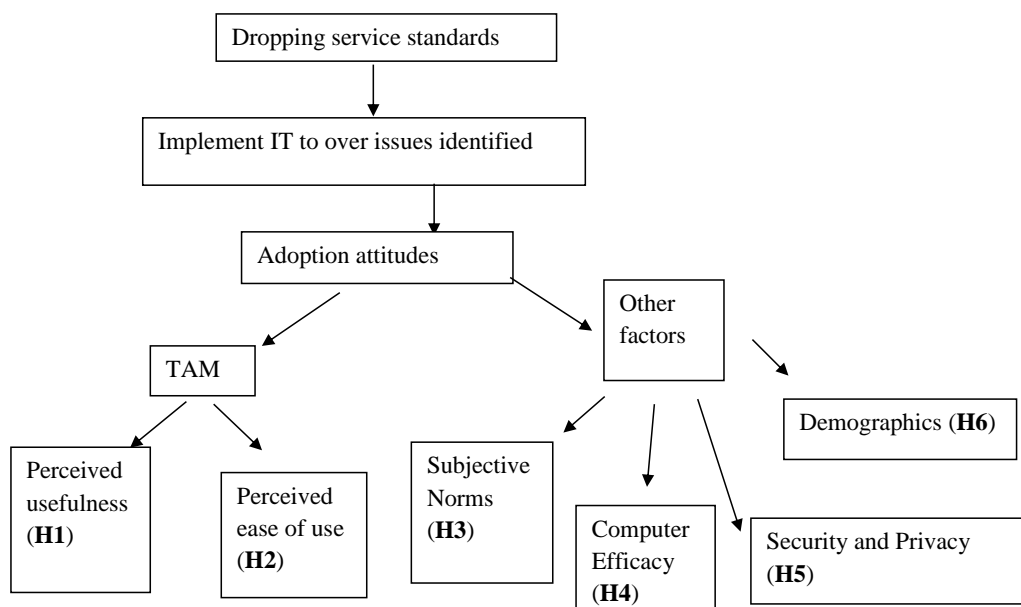 Dropping service standards
Implement IT to over issues identified
Adoption attitudes
Other
factors
TAM
Demographics (H6)
Perceived
usefulness
(H1)
Perceived
ease of use
(H2)
Subjective
Norms
(H3)
Computer
Efficacy
(H4)
Security and Privacy
(H5)